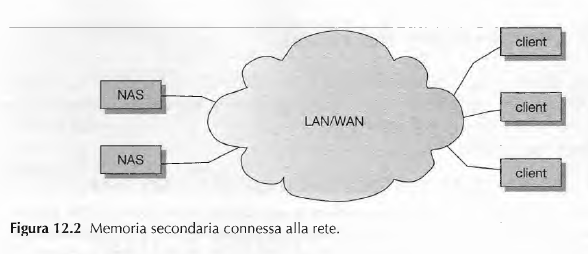 client
NAS
client
LAN/WAN
NAS
client
Figura 12.2 Memoria secondaria connessa alla rete.